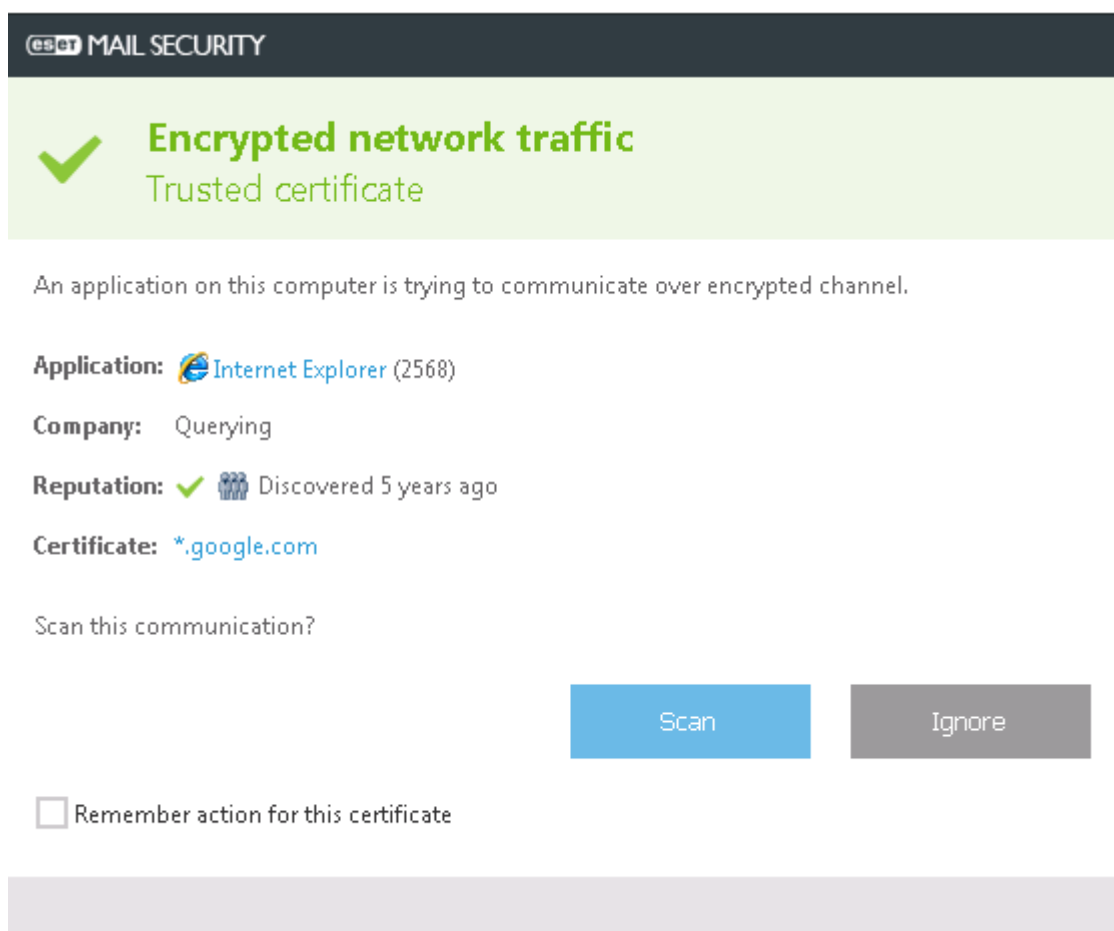 eset MAIL SECURITY
Encrypted network traffic
Trusted certificate
An application on this computer is trying to communicate over encrypted channel.
Application: Internet Explorer (2568)
Company: Querying
Reputation: Discovered 5 years ago
Certificate: *.google.com
Scan this communication?
Scan Ignore
Remember action for this certificate